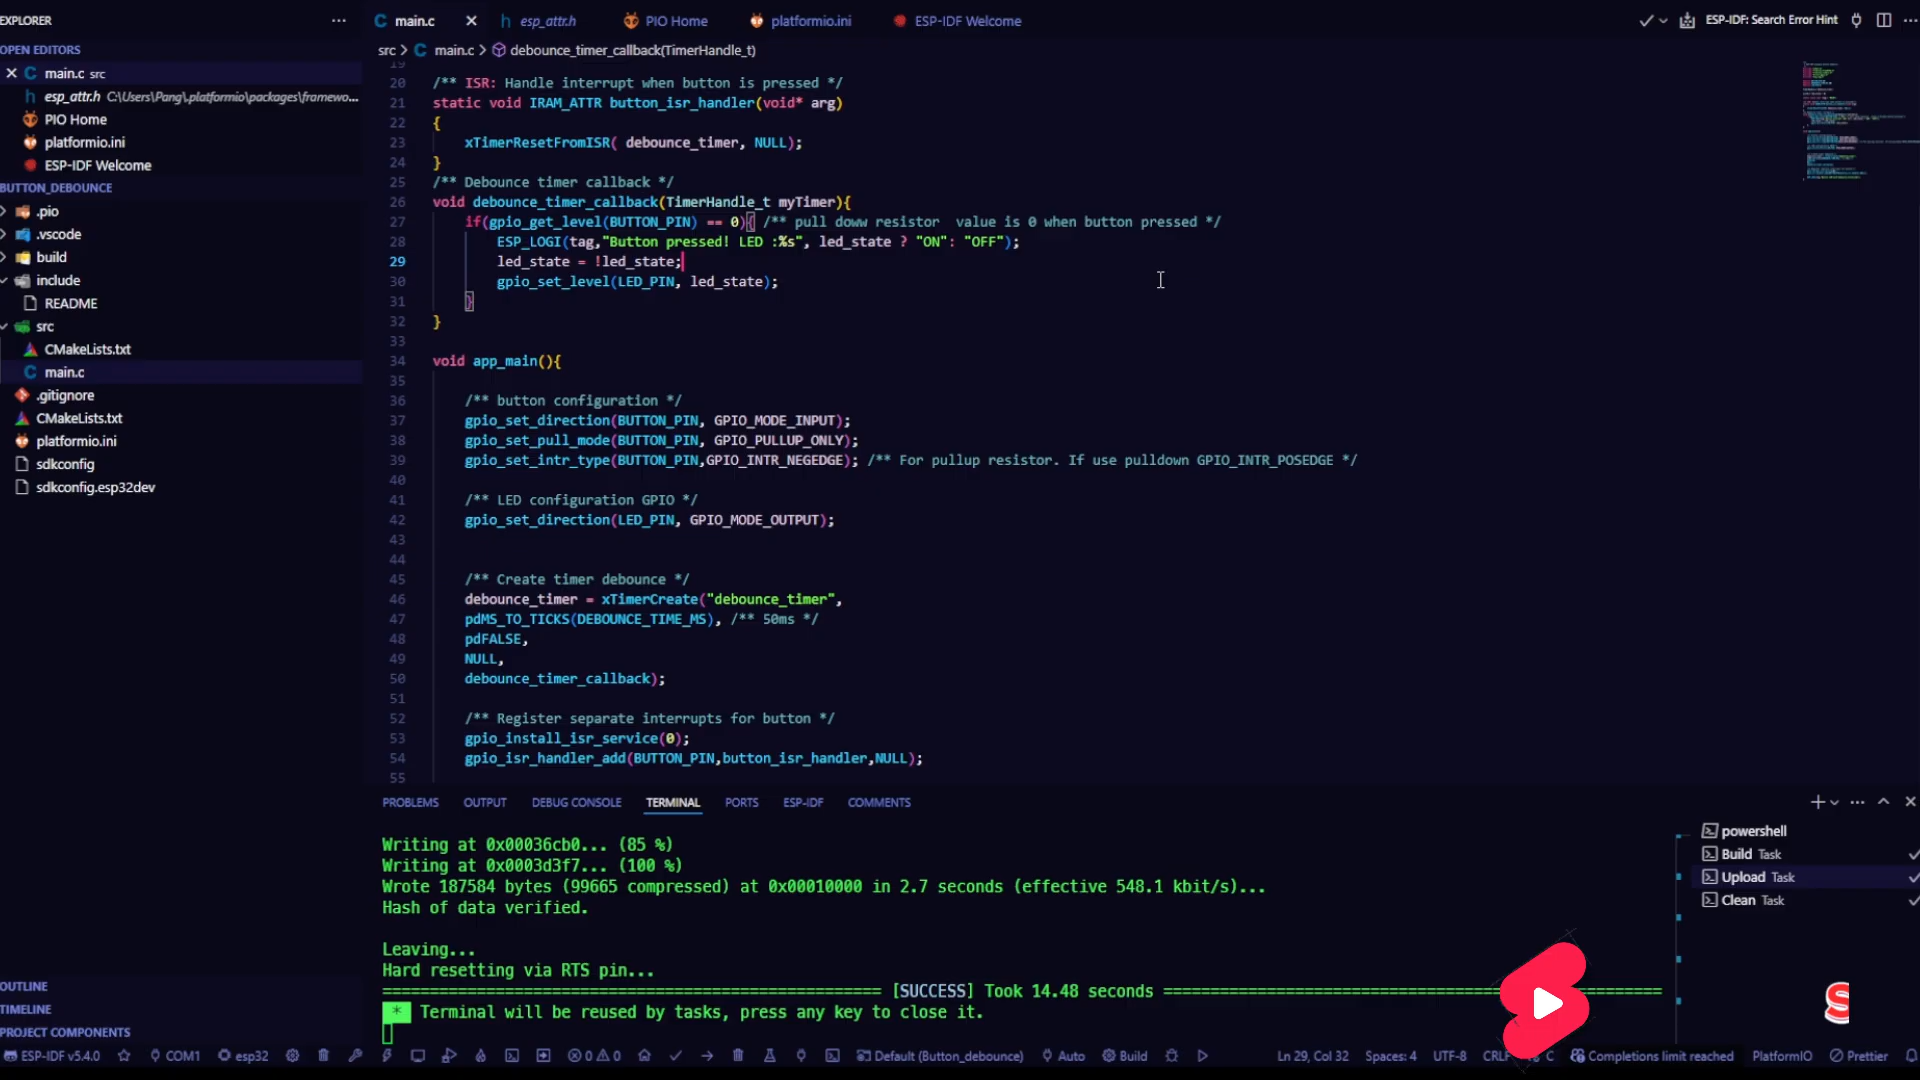 EXPLORER
OPEN EDITORS
main.c src
esp_attr.h C:\Users\Pang\.platformio\packages\framewo...
PIO Home
platformio.ini
ESP-IDF Welcome
BUTTON_DEBOUNCE
.pio
.vscode
build
include
README
src
CMakeLists.txt
main.c
.gitignore
CMakeLists.txt
platformio.ini
sdkconfig
sdkconfig.esp32dev
OUTLINE
TIMELINE
PROJECT COMPONENTS
main.c esp_attr.h PIO Home platformio.ini ESP-IDF Welcome ESP-IDF: Search Error Hint
src > main.c > debounce_timer_callback(TimerHandle_t)
19
20 /** ISR: Handle interrupt when button is pressed */
21 static void IRAM_ATTR button_isr_handler(void* arg)
22 {
23 xTimerResetFromISR( debounce_timer, NULL);
24 }
25 /** Debounce timer callback */
26 void debounce_timer_callback(TimerHandle_t myTimer){
27 if(gpio_get_level(BUTTON_PIN) == 0){ /** pull doww resistor  value is 0 when button pressed */
28 ESP_LOGI(tag,"Button pressed! LED :%s", led_state ? "ON": "OFF");
29 led_state = !led_state;
30 gpio_set_level(LED_PIN, led_state);
31 }
32 }
33
34 void app_main(){
35
36 /** button configuration */
37 gpio_set_direction(BUTTON_PIN, GPIO_MODE_INPUT);
38 gpio_set_pull_mode(BUTTON_PIN, GPIO_PULLUP_ONLY);
39 gpio_set_intr_type(BUTTON_PIN,GPIO_INTR_NEGEDGE); /** For pullup resistor. If use pulldown GPIO_INTR_POSEDGE */
40
41 /** LED configuration GPIO */
42 gpio_set_direction(LED_PIN, GPIO_MODE_OUTPUT);
43
44
45 /** Create timer debounce */
46 debounce_timer = xTimerCreate("debounce_timer",
47 pdMS_TO_TICKS(DEBOUNCE_TIME_MS), /** 50ms */
48 pdFALSE,
49 NULL,
50 debounce_timer_callback);
51
52 /** Register separate interrupts for button */
53 gpio_install_isr_service(0);
54 gpio_isr_handler_add(BUTTON_PIN,button_isr_handler,NULL);
55
PROBLEMS OUTPUT DEBUG CONSOLE TERMINAL PORTS ESP-IDF COMMENTS
Writing at 0x00036cb0... (85 %)
Writing at 0x0003d3f7... (100 %)
Wrote 187584 bytes (99665 compressed) at 0x00010000 in 2.7 seconds (effective 548.1 kbit/s)...
Hash of data verified.
Leaving...
Hard resetting via RTS pin...
[SUCCESS] Took 14.48 seconds
* Terminal will be reused by tasks, press any key to close it.
powershell
Build Task
Upload Task
Clean Task
ESP-IDF v5.4.0 COM1 esp32 0 0 Default (Button_debounce) Auto Build Ln 29, Col 32 Spaces: 4 UTF-8 CRLF C Completions limit reached PlatformIO Prettier